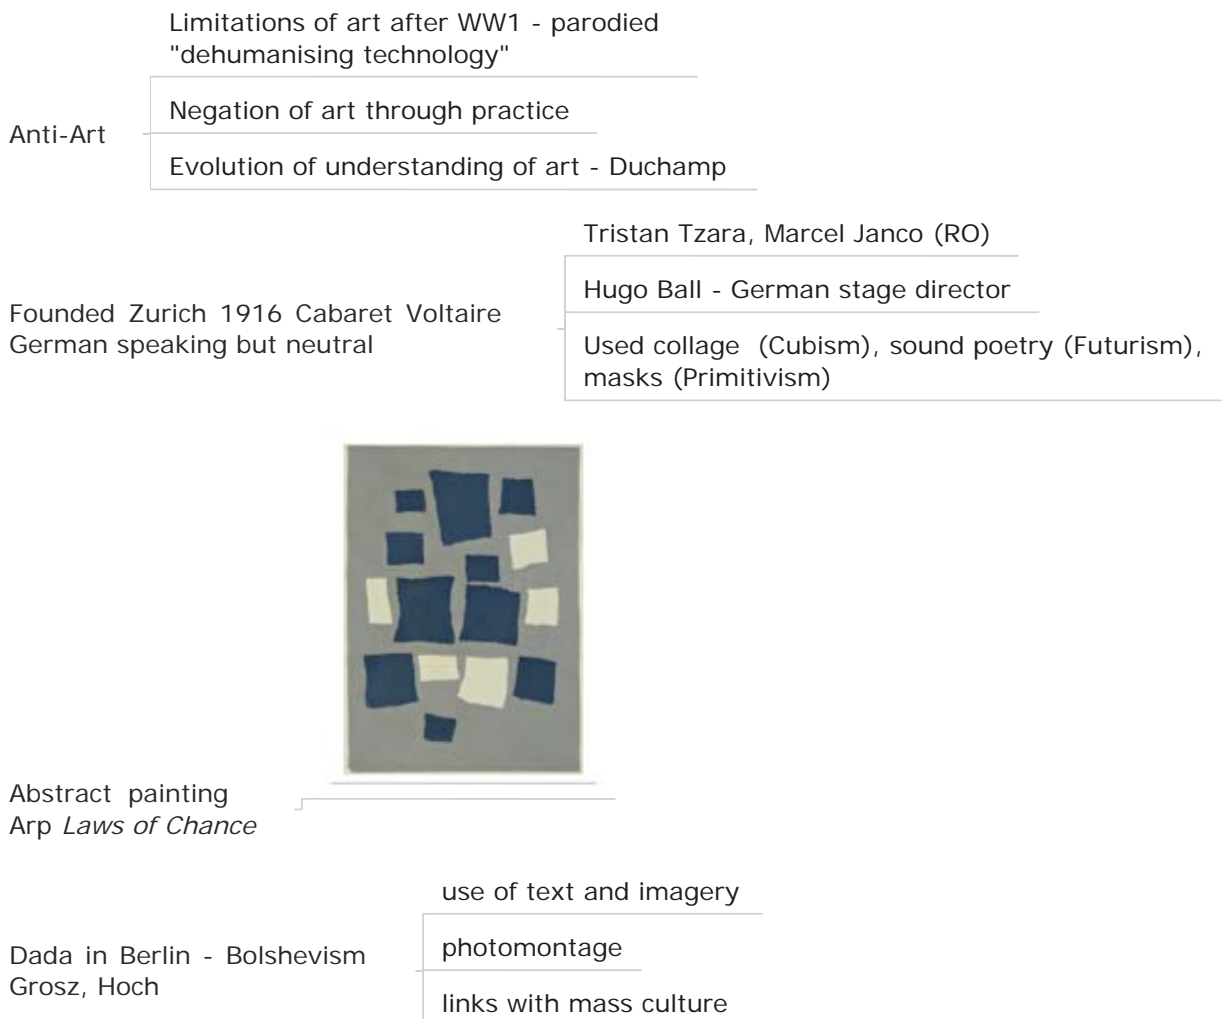 Limitations of art after WW1 - parodied
"dehumanising technology"
Anti-Art
Negation of art through practice
Evolution of understanding of art - Duchamp
Founded Zurich 1916 Cabaret Voltaire
German speaking but neutral
Tristan Tzara, Marcel Janco (RO)
Hugo Ball - German stage director
Used collage (Cubism), sound poetry (Futurism),
masks (Primitivism)
Abstract painting
Arp Laws of Chance
Dada in Berlin - Bolshevism
Grosz, Hoch
use of text and imagery
photomontage
links with mass culture